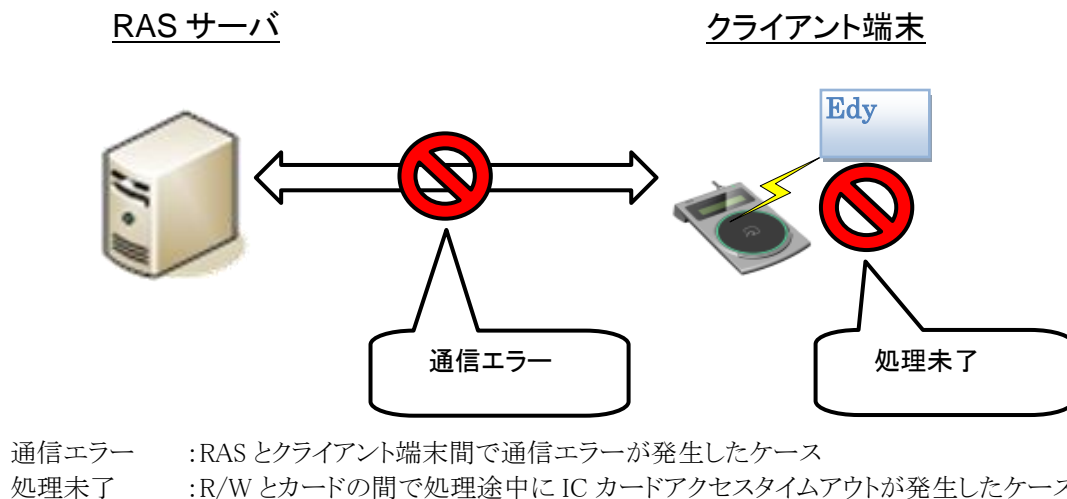 RAS サーバ
クライアント端末
Edy
通信エラー
処理未了
通信エラー :RAS とクライアント端末間で通信エラーが発生したケース
処理未了 :R/W とカードの間で処理途中に IC カードアクセスタイムアウトが発生したケース